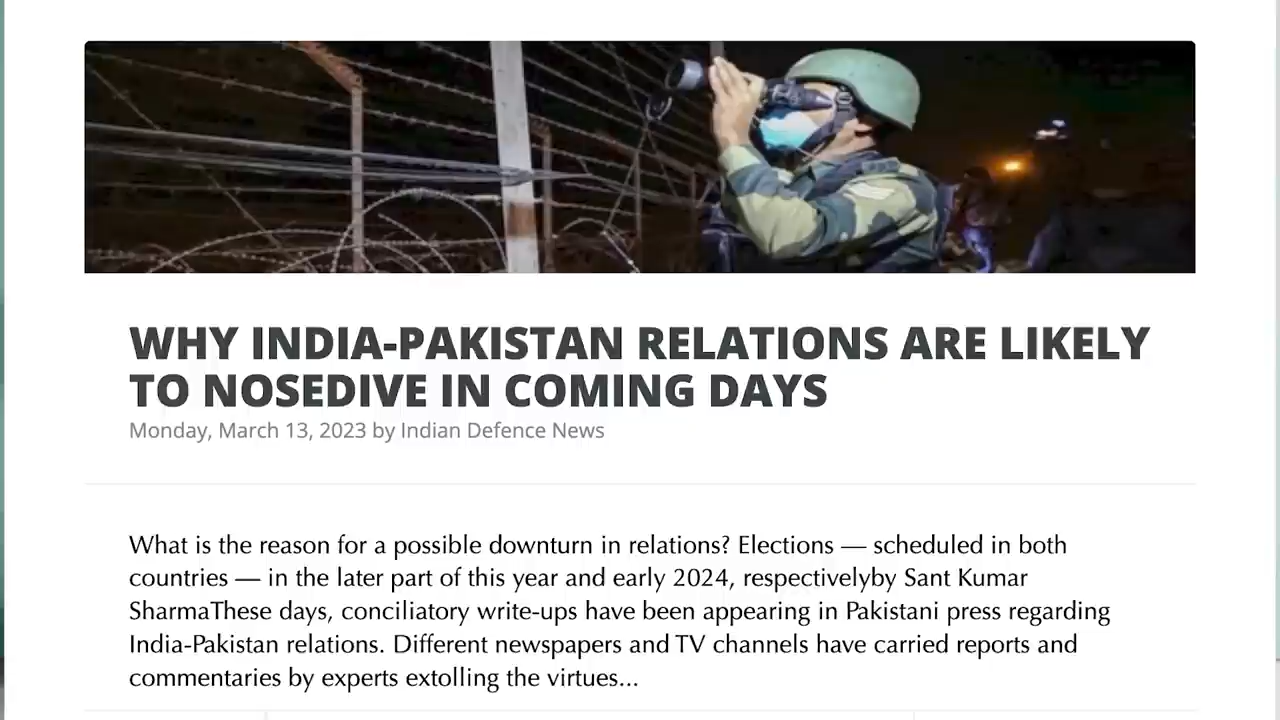 WHY INDIA-PAKISTAN RELATIONS ARE LIKELY
TO NOSEDIVE IN COMING DAYS
Monday, March 13, 2023 by Indian Defence News
What is the reason for a possible downturn in relations? Elections — scheduled in both
countries — in the later part of this year and early 2024, respectivelyby Sant Kumar
SharmaThese days, conciliatory write-ups have been appearing in Pakistani press regarding
India-Pakistan relations. Different newspapers and TV channels have carried reports and
commentaries by experts extolling the virtues...